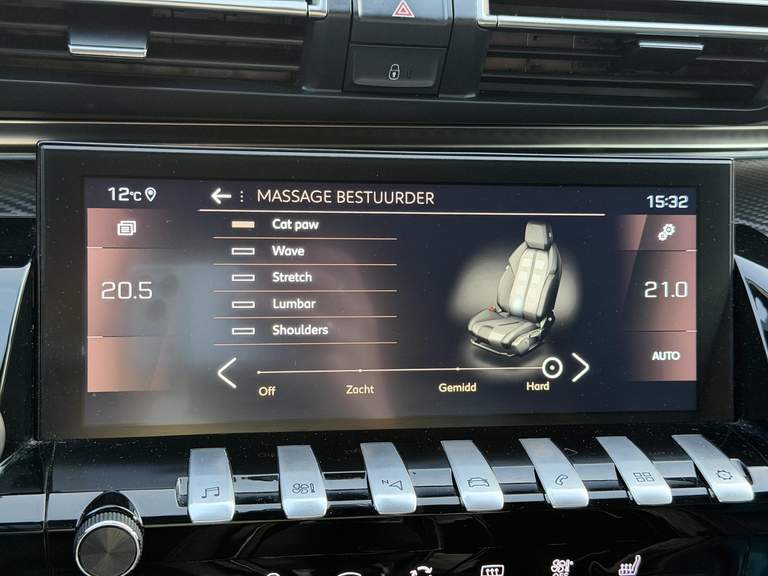 12°C
MASSAGE BESTUURDER
15:32
Cat paw
Wave
Stretch
Lumbar
Shoulders
20.5
21.0
AUTO
Off
Zacht
Gemidd
Hard
N